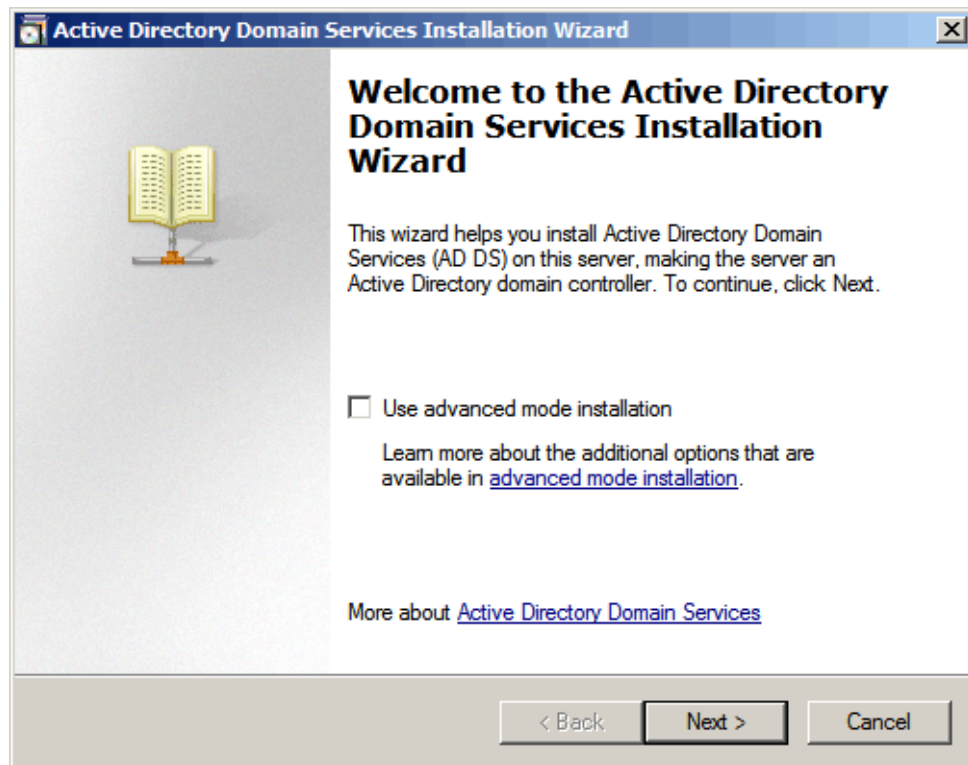 Active Directory Domain Services Installation Wizard
Welcome to the Active Directory
Domain Services Installation
Wizard
This wizard helps you install Active Directory Domain
Services (AD DS) on this server, making the server an
Active Directory domain controller. To continue, click Next.
Use advanced mode installation
Learn more about the additional options that are
available in advanced mode installation.
More about Active Directory Domain Services
< Back
Next >
Cancel